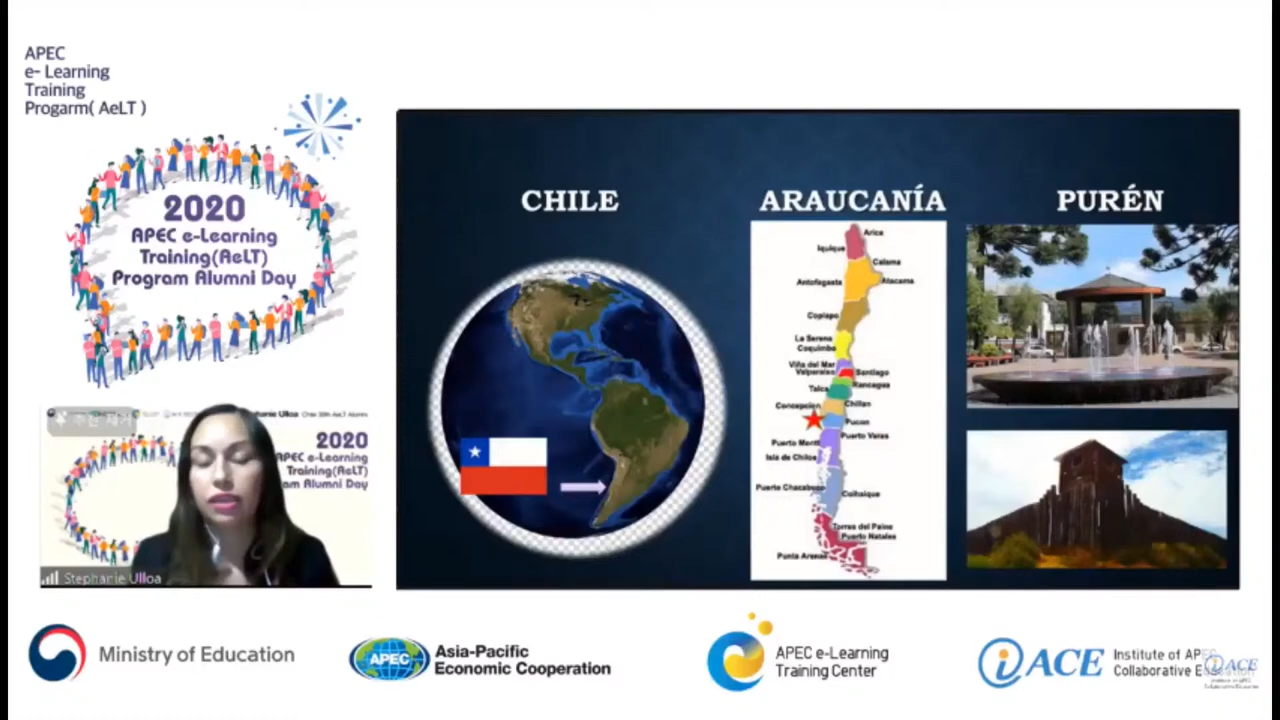 APEC
e- Learning
Training
Progarm( AeLT )
2020
APEC e-Learning
Training(AeLT)
Program Alumni Day
CHILE
ARAUCANÍA
PURÉN
Arica
Iquique
Calama
Antofagasta
Atacama
Copiapo
La Serena
Coquimbo
Viña del Mar
Valparaiso
Santiago
Rancagua
Talca
Concepcion
Chillan
Pucon
Puerto Montt
Puerto Varas
Isla de Chiloe
Puerto Chacabuco
Coihaique
Torres del Paine
Puerto Natales
Punta Arenas
2020
APEC e-Learning
Training(AeLT)
am Alumni Day
Stephanie Ulloa
Ministry of Education
APEC
Asia-Pacific
Economic Cooperation
APEC e-Learning
Training Center
iACE
Institute of APEC
Collaborative
iACE